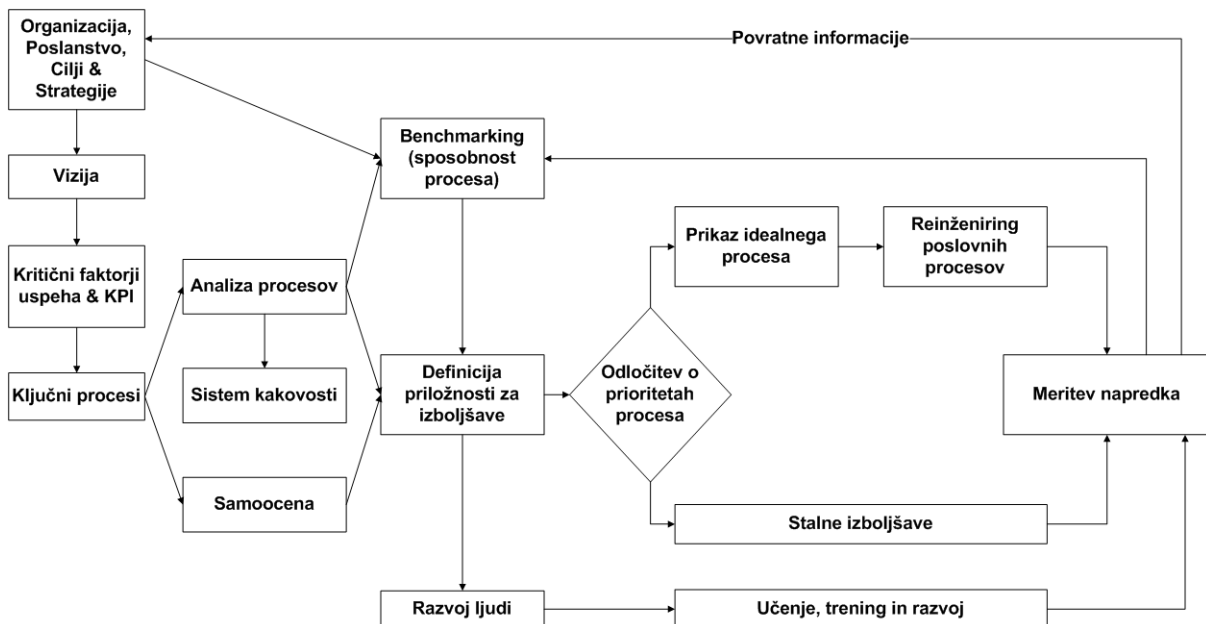 Organizacija,
Poslanstvo,
Cilji &
Strategije
Povratne informacije
Benchmarking
(sposobnost
procesa)
Vizija
Prikaz idealnega
procesa
Reinženiring
poslovnih
procesov
Kritični faktorji
uspeha & KPI
Analiza procesov
Ključni procesi
Sistem kakovosti
Definicija
priložnosti za
izboljšave
Odločitev o
prioritetah
procesa
Meritev napredka
Samoocena
Stalne izboljšave
Razvoj ljudi
Učenje, trening in razvoj